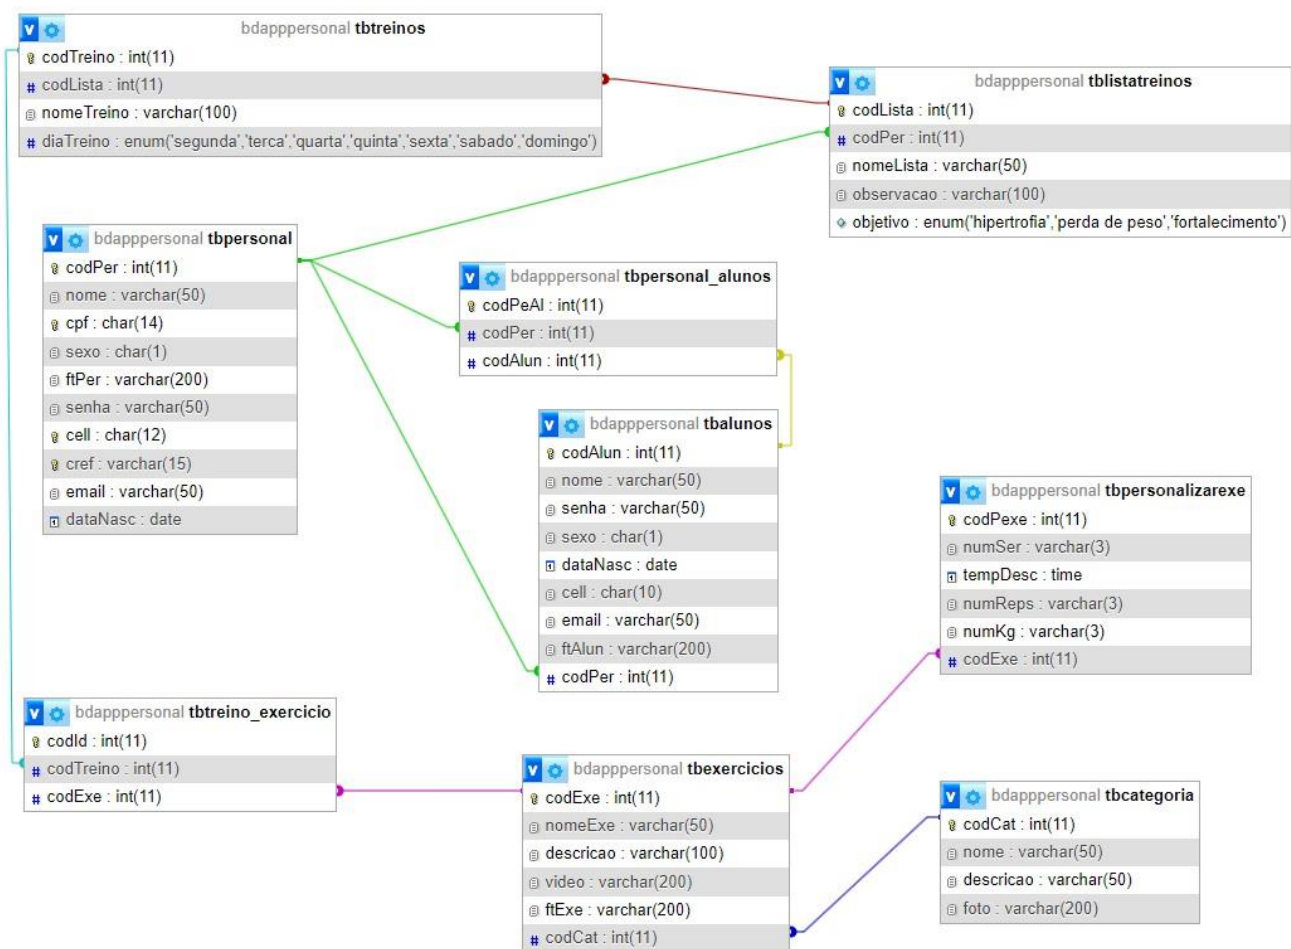 bdapppersonal tbtreinos
codTreino : int(11)
codLista : int(11)
nomeTreino : varchar(100)
diaTreino : enum('segunda','terca','quarta','quinta','sexta','sabado','domingo')
bdapppersonal tblistatreinos
codLista : int(11)
codPer : int(11)
nomeLista : varchar(50)
observacao : varchar(100)
objetivo : enum('hipertrofia','perda de peso','fortalecimento')
bdapppersonal tbpersonal
codPer : int(11)
nome : varchar(50)
cpf : char(14)
sexo : char(1)
ftPer : varchar(200)
senha : varchar(50)
cell : char(12)
cref : varchar(15)
email : varchar(50)
dataNasc : date
bdapppersonal tbpersonal_alunos
codPeAl : int(11)
codPer : int(11)
codAlun : int(11)
bdapppersonal tbalunos
codAlun : int(11)
nome : varchar(50)
senha : varchar(50)
sexo : char(1)
dataNasc : date
cell : char(10)
email : varchar(50)
ftAlun : varchar(200)
codPer : int(11)
bdapppersonal tbpersonalizarexe
codPexe : int(11)
numSer : varchar(3)
tempDesc : time
numReps : varchar(3)
numKg : varchar(3)
codExe : int(11)
bdapppersonal tbtreino_exercicio
codId : int(11)
codTreino : int(11)
codExe : int(11)
bdapppersonal tbexercicios
codExe : int(11)
nomeExe : varchar(50)
descricao : varchar(100)
video : varchar(200)
ftExe : varchar(200)
codCat : int(11)
bdapppersonal tbcategoria
codCat : int(11)
nome : varchar(50)
descricao : varchar(50)
foto : varchar(200)